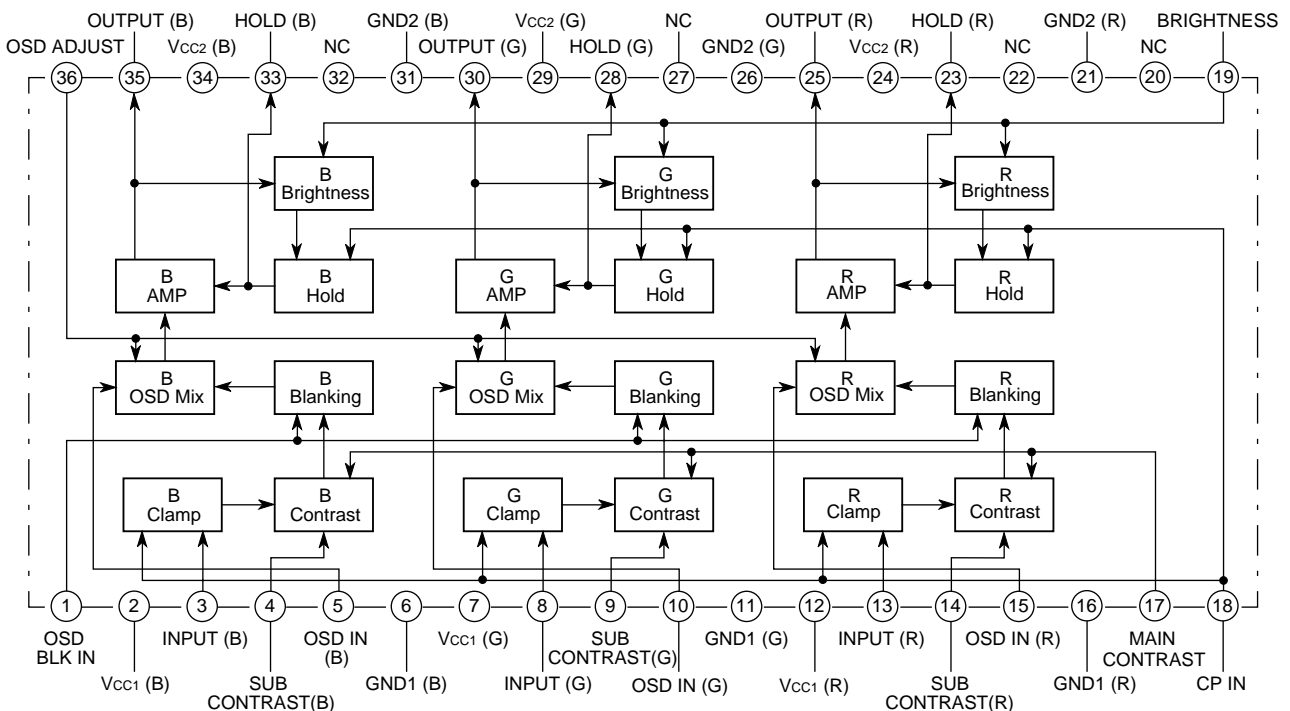 OUTPUT (B)
HOLD (B)
GND2 (B)
VCC2 (G)
NC
OUTPUT (R)
HOLD (R)
GND2 (R)
BRIGHTNESS
OSD ADJUST
VCC2 (B)
NC
OUTPUT (G)
HOLD (G)
GND2 (G)
VCC2 (R)
NC
NC
36
35
34
33
32
31
30
29
28
27
26
25
24
23
22
21
20
19
B
Brightness
G
Brightness
R
Brightness
B
AMP
B
Hold
G
AMP
G
Hold
R
AMP
R
Hold
B
OSD Mix
B
Blanking
G
OSD Mix
G
Blanking
R
OSD Mix
R
Blanking
B
Clamp
B
Contrast
G
Clamp
G
Contrast
R
Clamp
R
Contrast
1
2
3
4
5
6
7
8
9
10
11
12
13
14
15
16
17
18
OSD
BLK IN
INPUT (B)
OSD IN
(B)
VCC1 (G)
SUB
CONTRAST(G)
GND1 (G)
INPUT (R)
OSD IN (R)
MAIN
CONTRAST
VCC1 (B)
SUB
CONTRAST(B)
GND1 (B)
INPUT (G)
OSD IN (G)
VCC1 (R)
SUB
CONTRAST(R)
GND1 (R)
CP IN